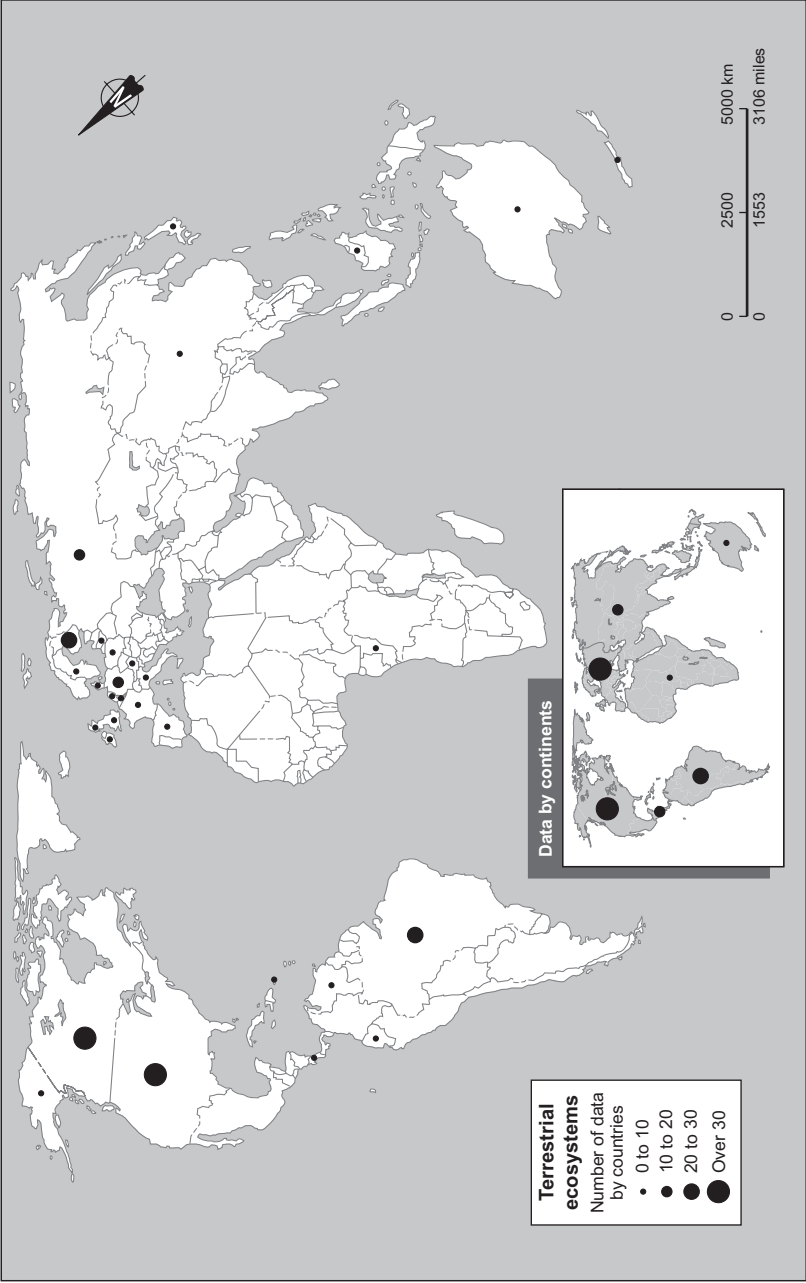 N
0
2500
5000 km
0
1553
3106 miles
Data by continents
Terrestrial
ecosystems
Number of data
by countries
0 to 10
10 to 20
20 to 30
Over 30